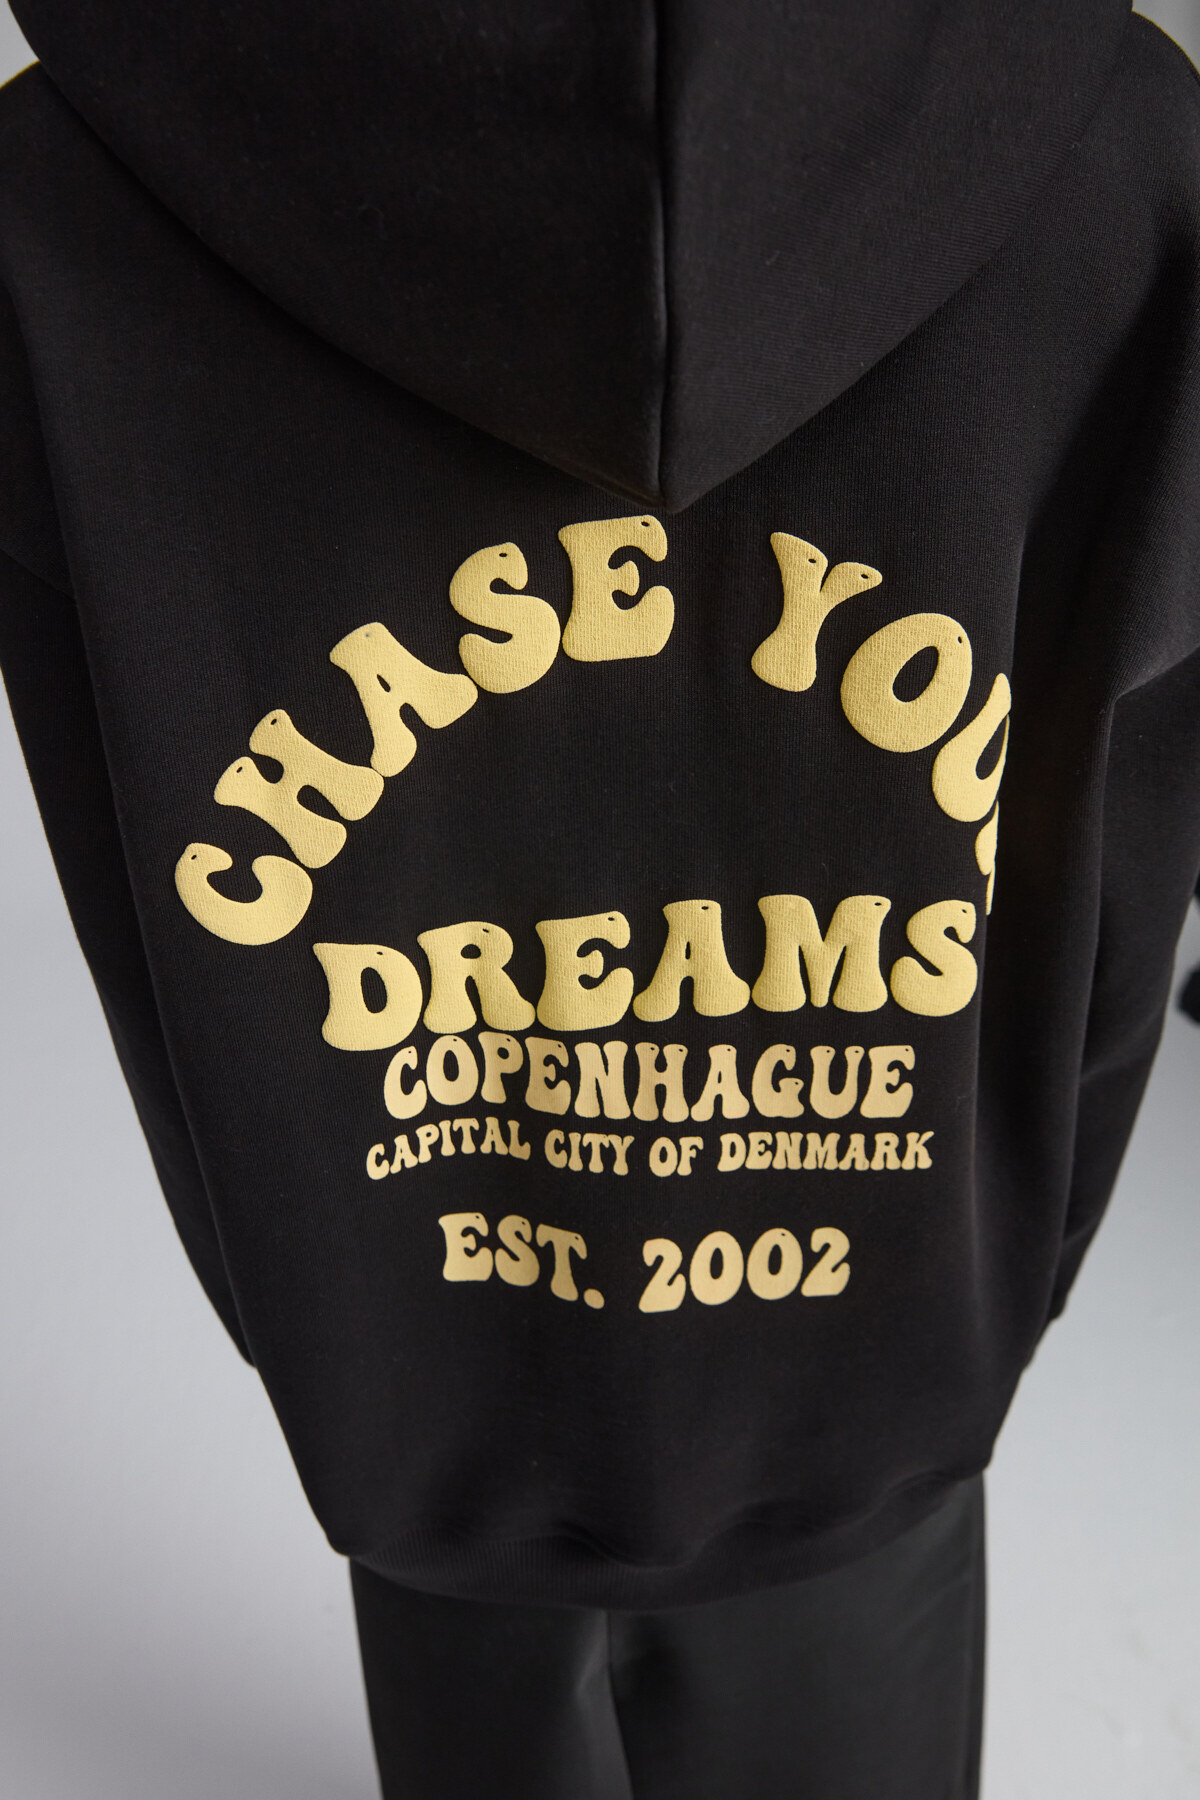 CHASE YOUR
DREAMS
COPENHAGUE
CAPITAL CITY OF DENMARK
EST. 2002